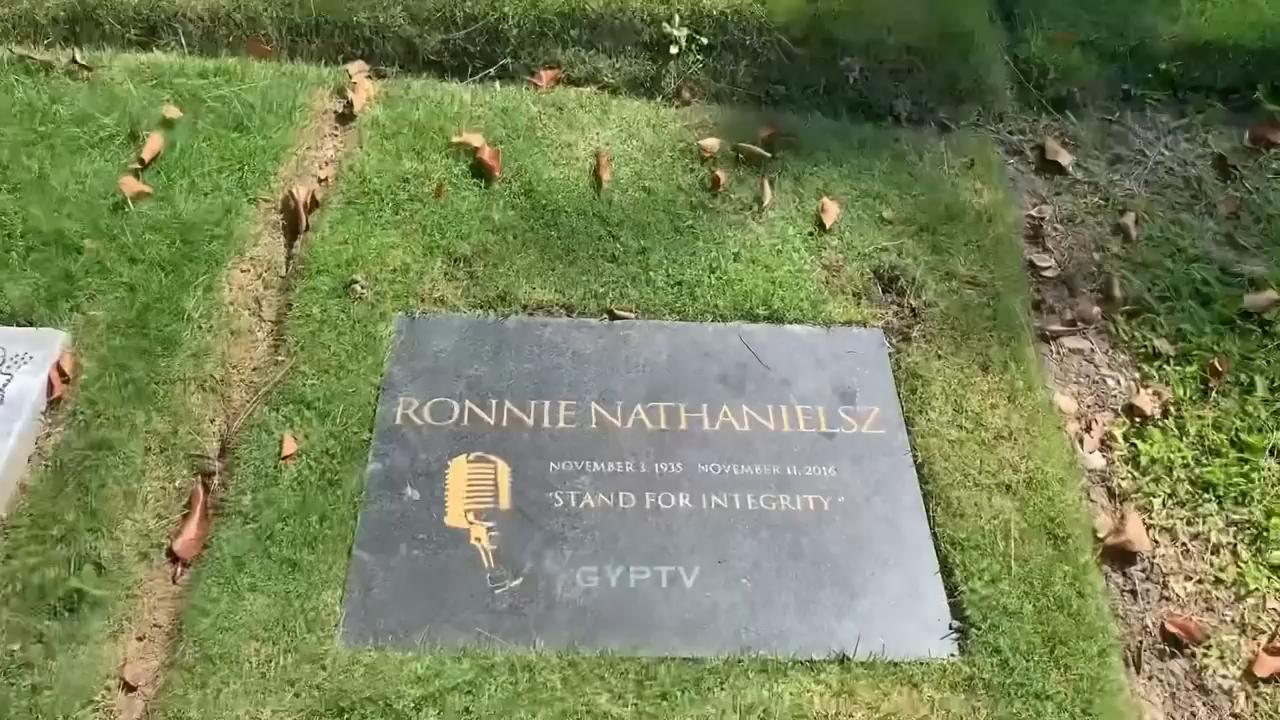 RONNIE NATHANIELSZ
NOVEMBER 3, 1935 NOVEMBER 11, 2016
"STAND FOR INTEGRITY"
GYPTV